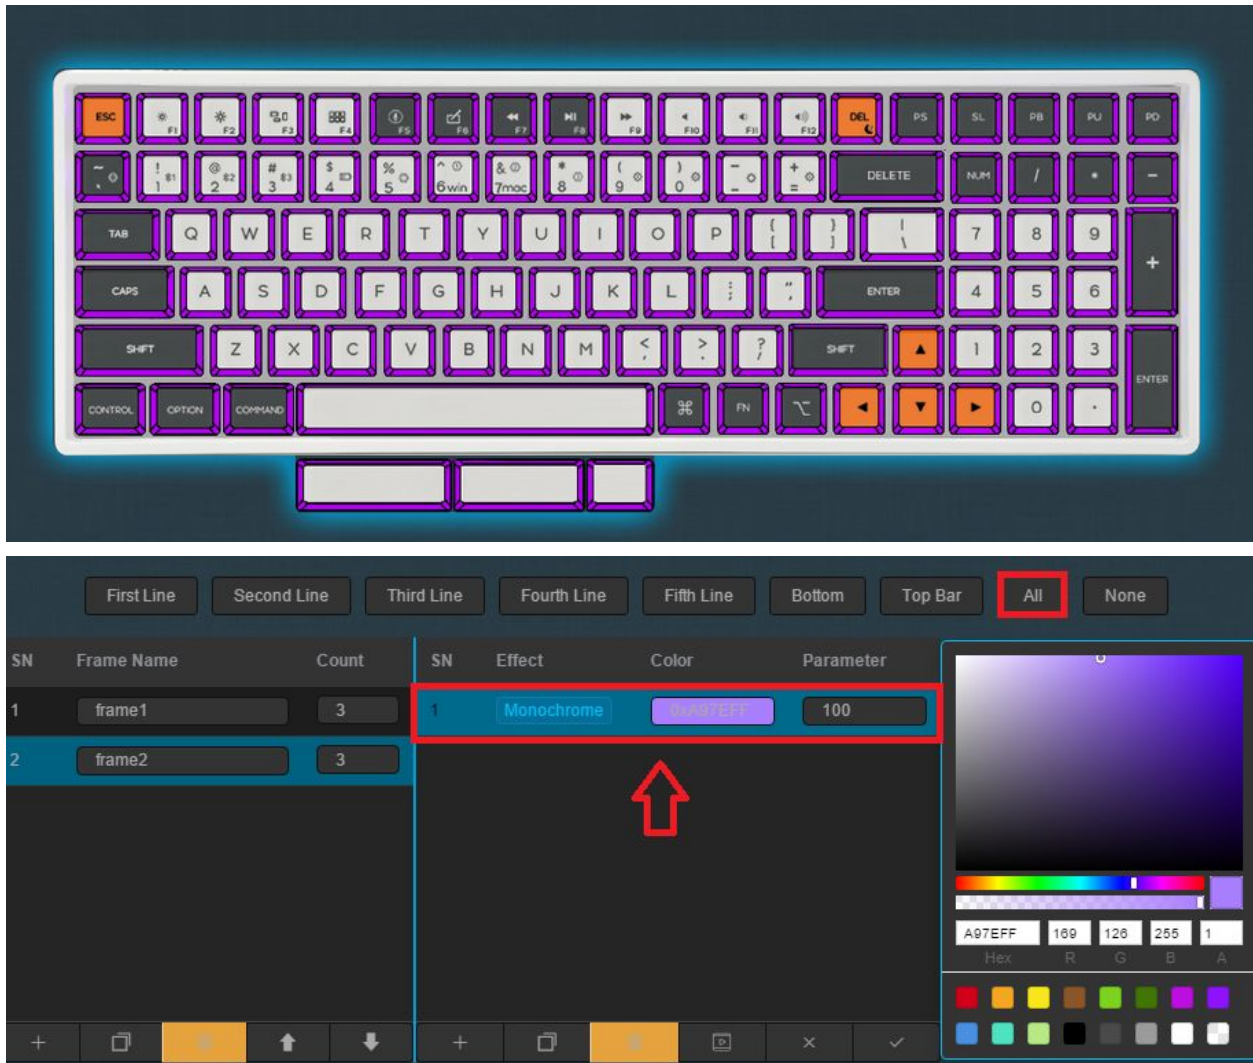 ESC F1 F2 F3 F4 F5 F6 F7 F8 F9 F10 F11 F12 DEL PS SL PB PU PD
~ ` ! 1 @ 2 # 3 $ 4 % 5 ^ 6win & 7mac * 8 ( 9 ) 0 - _ + = DELETE NUM / * -
TAB Q W E R T Y U I O P { [ } ] | \ 7 8 9 +
CAPS A S D F G H J K L : ; " , ENTER 4 5 6
SHIFT Z X C V B N M < , > . ? / SHIFT 1 2 3 ENTER
CONTROL OPTION COMMAND ⌘ FN ⌥ 0 .
First Line Second Line Third Line Fourth Line Fifth Line Bottom Top Bar All None
SN Frame Name Count SN Effect Color Parameter
1 frame1 3 1 Monochrome 0xA97EFF 100
2 frame2 3
A97EFF 169 126 255 1
Hex R G B A